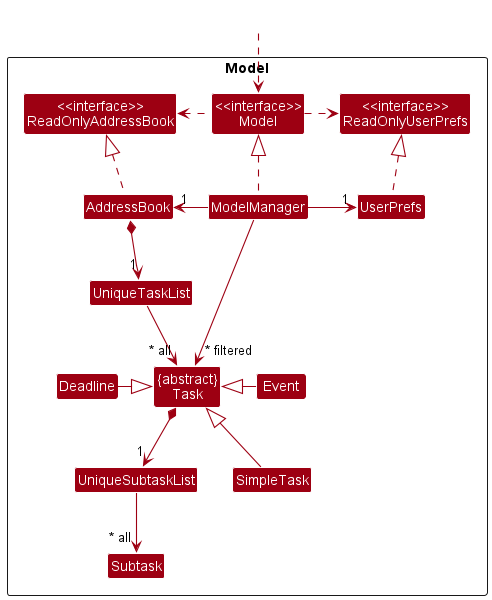 Model
<<interface>>
ReadOnlyAddressBook
<<interface>>
Model
<<interface>>
ReadOnlyUserPrefs
AddressBook
1
ModelManager
1
UserPrefs
1
UniqueTaskList
* all
* filtered
Deadline
{abstract}
Task
Event
1
UniqueSubtaskList
SimpleTask
* all
Subtask